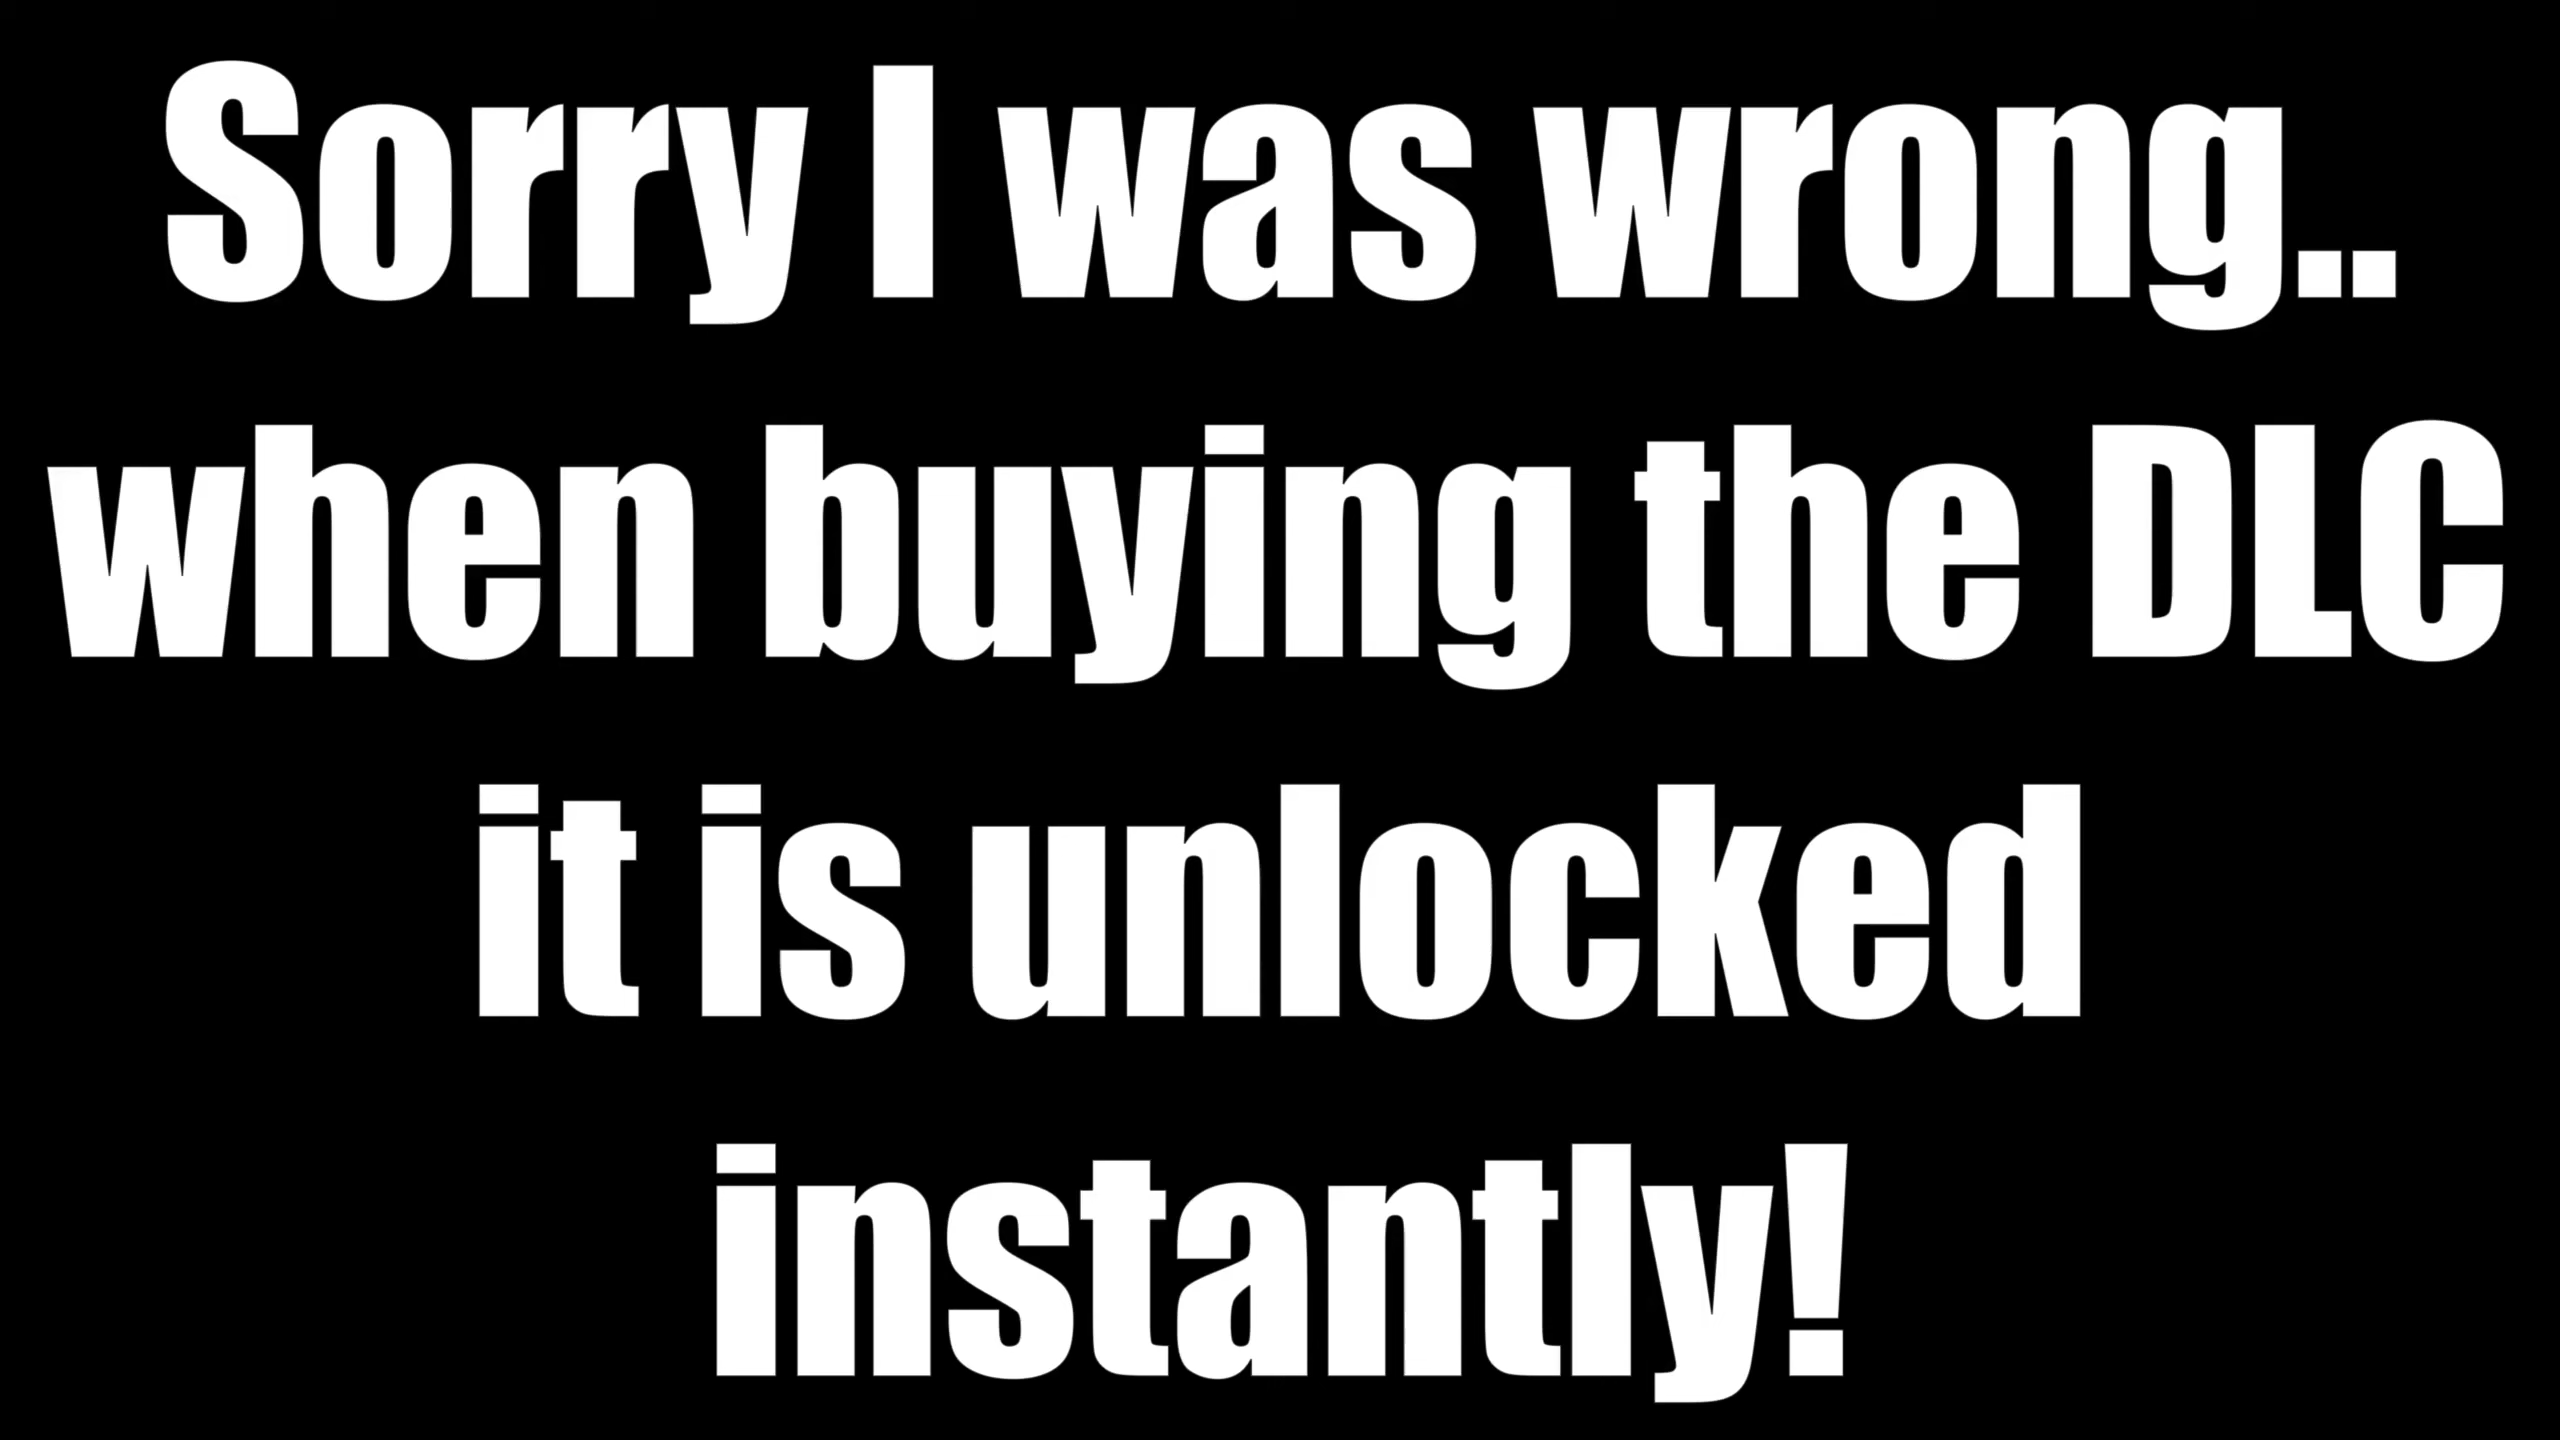 Sorry I was wrong..
when buying the DLC
it is unlocked
instantly!